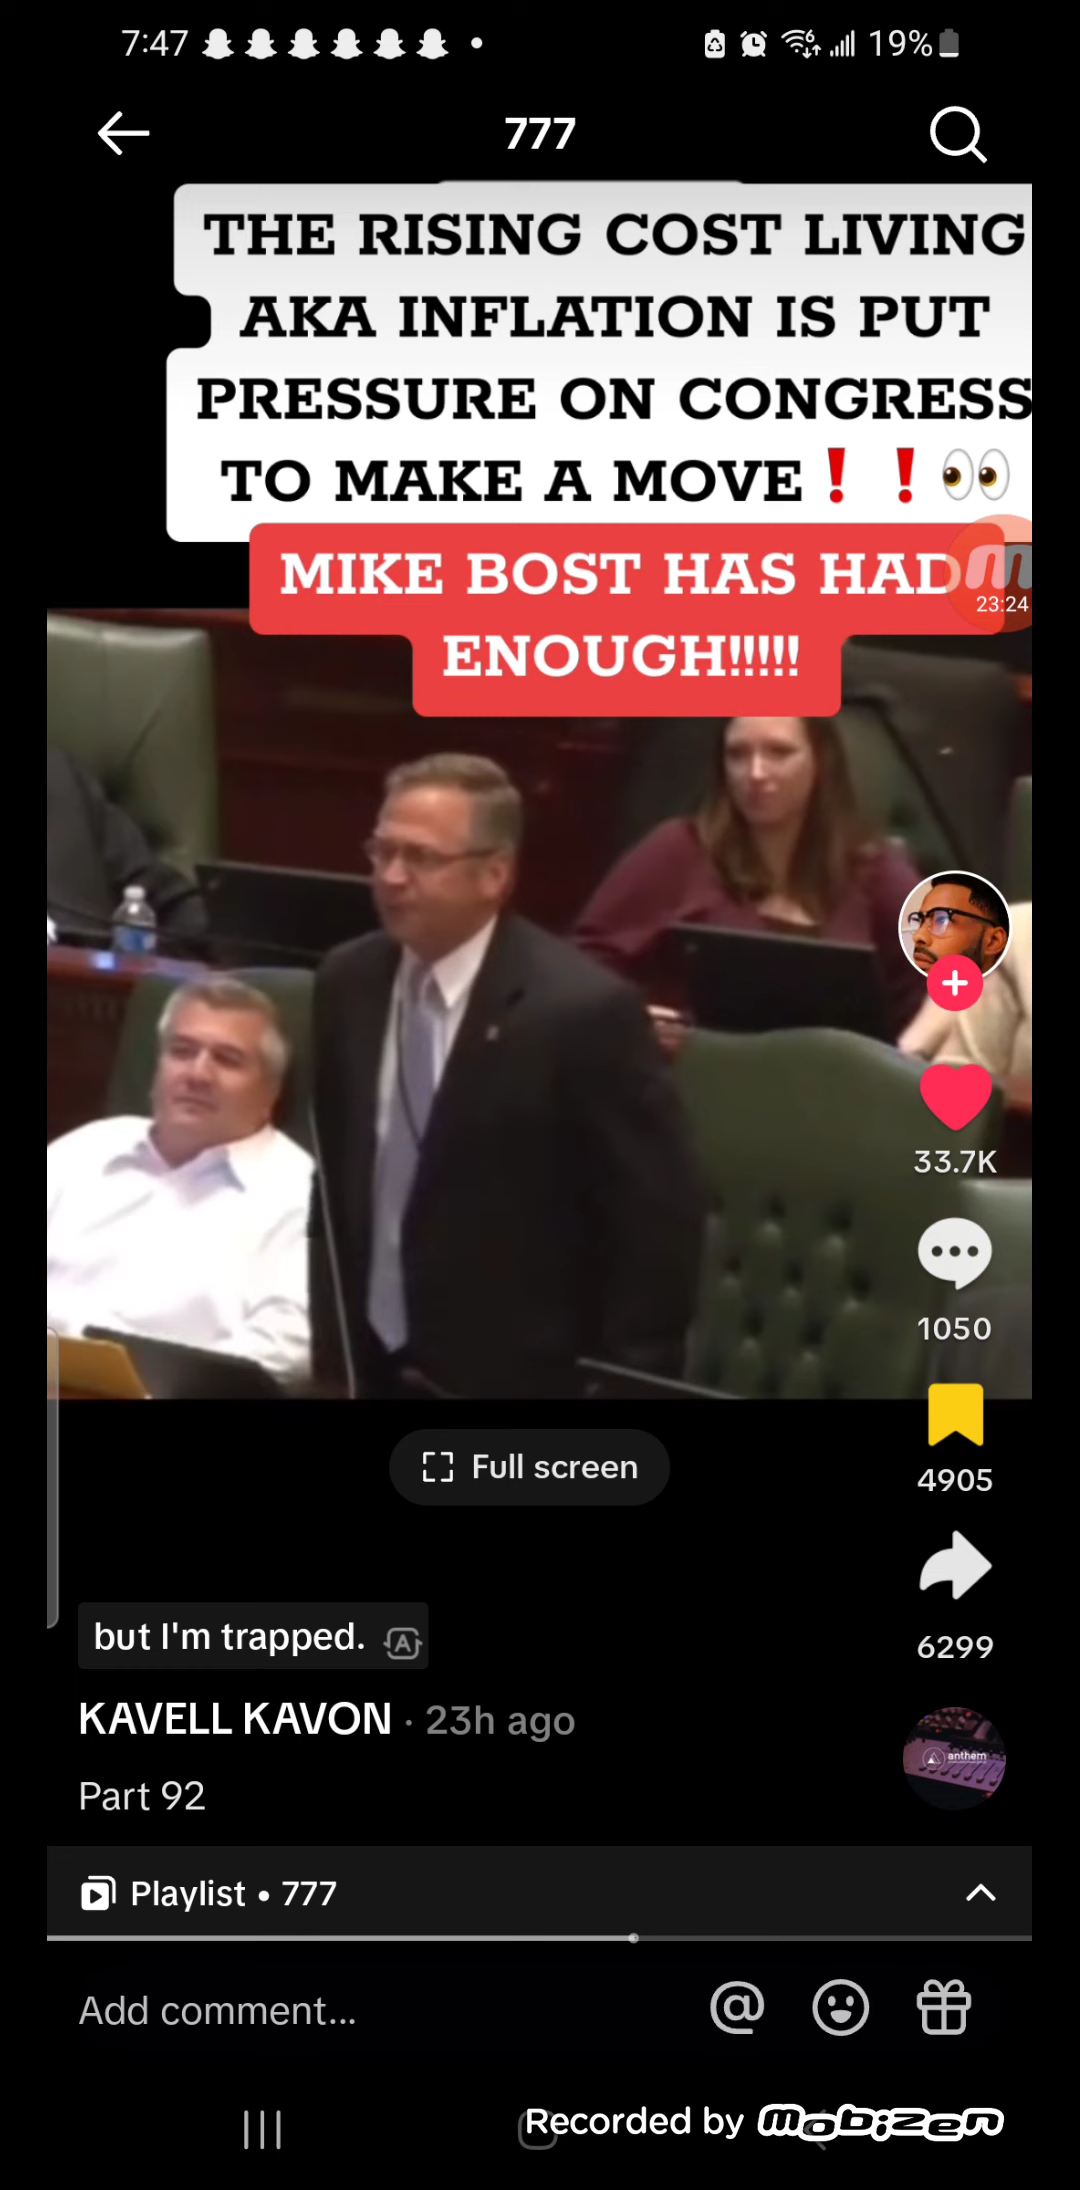 7:47
19%
777
THE RISING COST LIVING
AKA INFLATION IS PUT
PRESSURE ON CONGRESS
TO MAKE A MOVE❗❗👀
MIKE BOST HAS HAD
ENOUGH!!!!!
23:24
33.7K
1050
4905
Full screen
6299
but I'm trapped.
KAVELL KAVON · 23h ago
anthem
Part 92
Playlist • 777
Add comment...
Recorded by mobizen